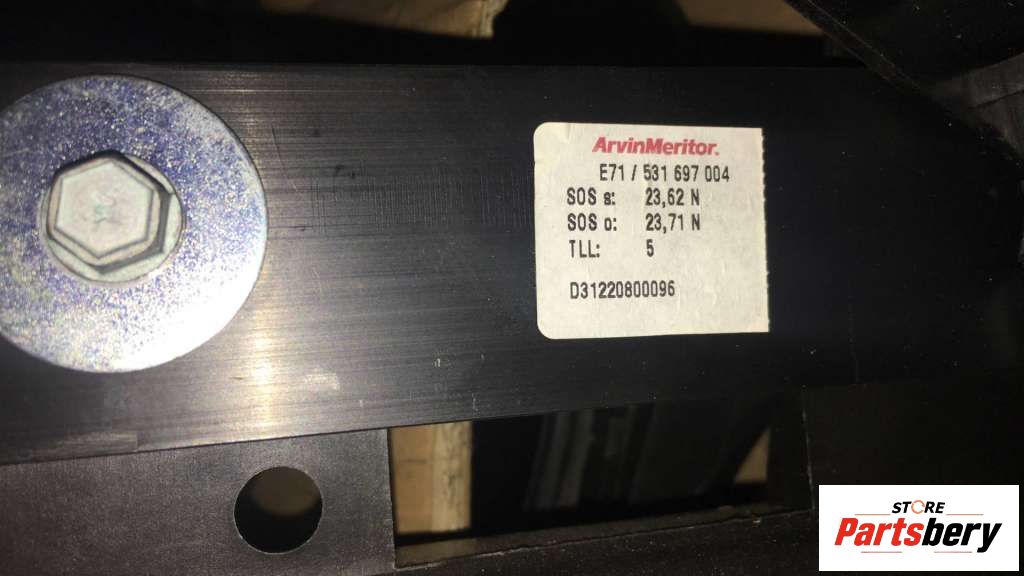 ArvinMeritor.
E71 / 531 697 004
SOS s: 23,62 N
SOS o: 23,71 N
TLL: 5
D31220800096
STORE
Partsbery